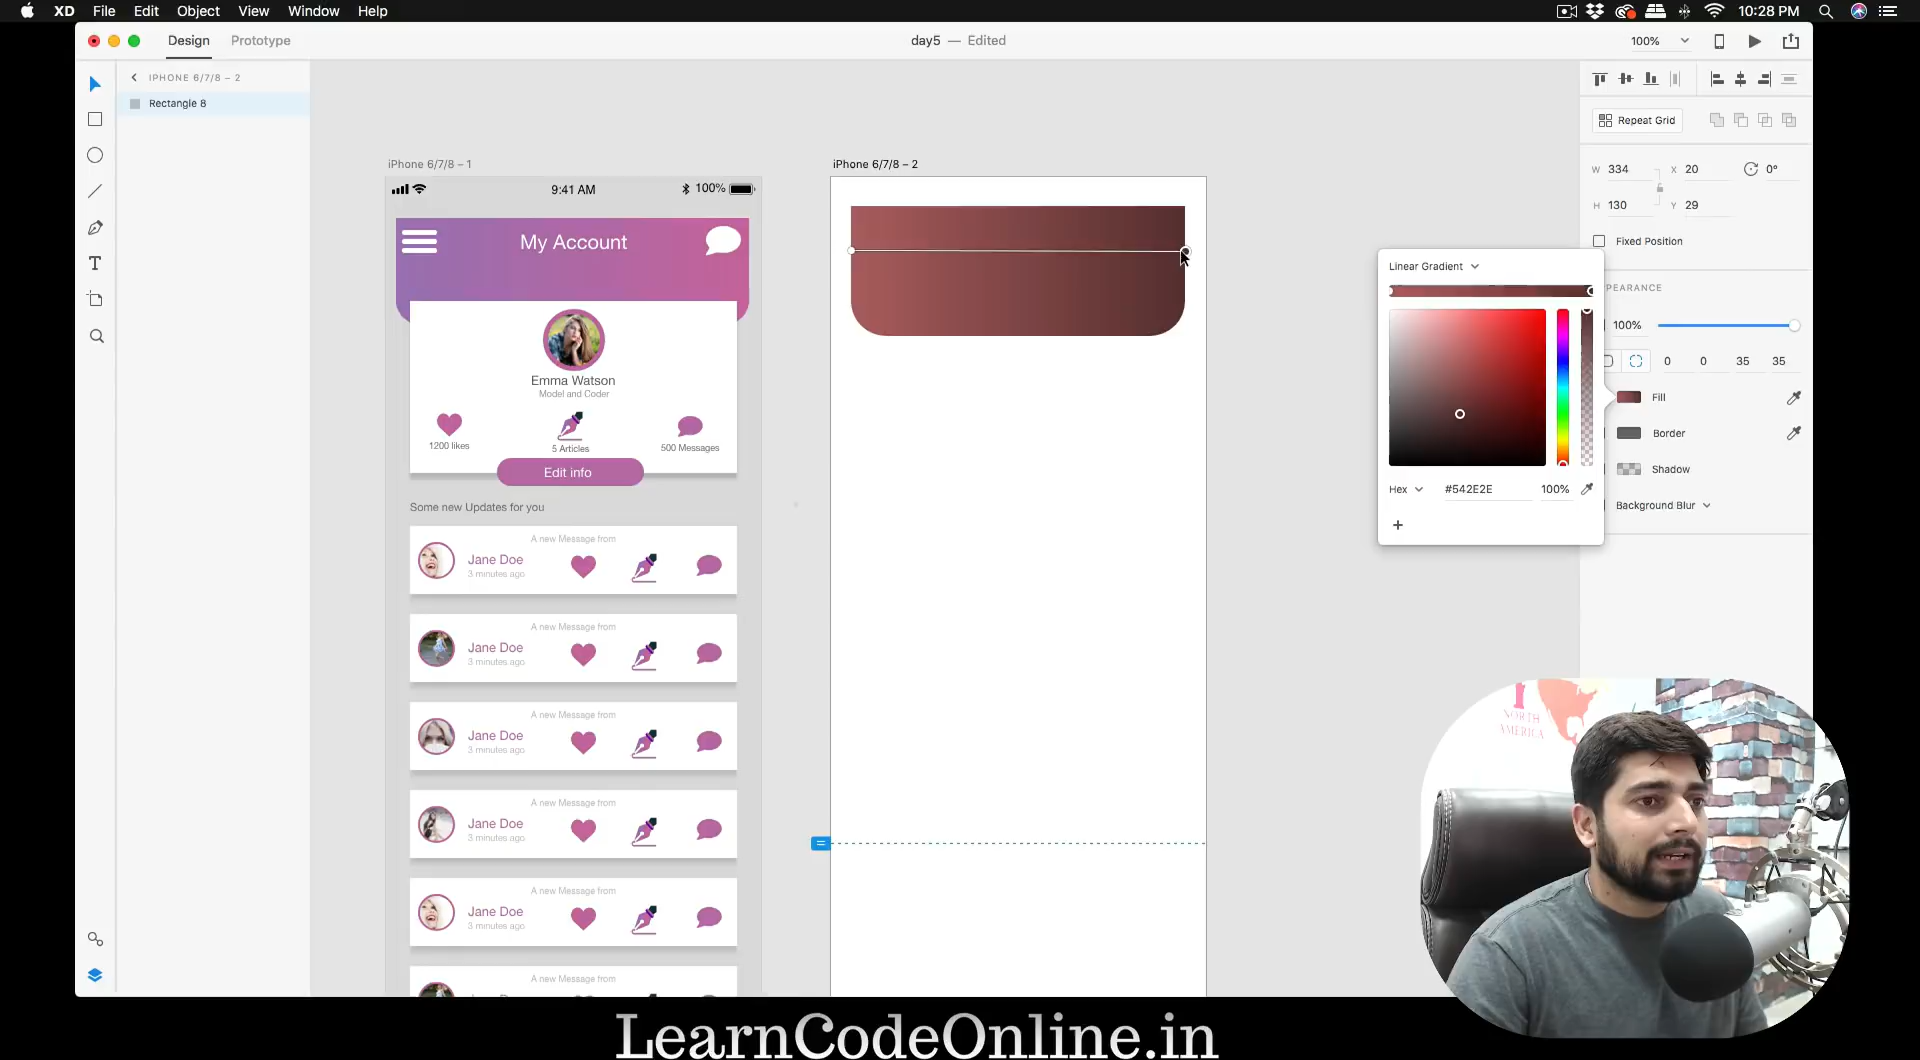 XD File Edit Object View Window Help
10:28 PM
Design Prototype
day5 — Edited
100%
IPHONE 6/7/8 – 2
Rectangle 8
iPhone 6/7/8 – 1
9:41 AM
100%
My Account
Emma Watson
Model and Coder
1200 likes
5 Articles
500 Messages
Edit info
Some new Updates for you
A new Message from
Jane Doe
3 minutes ago
A new Message from
Jane Doe
3 minutes ago
A new Message from
Jane Doe
3 minutes ago
A new Message from
Jane Doe
3 minutes ago
A new Message from
Jane Doe
3 minutes ago
A new Message from
iPhone 6/7/8 – 2
Linear Gradient
Hex #542E2E 100%
+
Repeat Grid
W 334 X 20 0°
H 130 Y 29
Fixed Position
PEARANCE
100%
0 0 35 35
Fill
Border
Shadow
Background Blur
I
NORTH
AMERICA
LearnCodeOnline.in